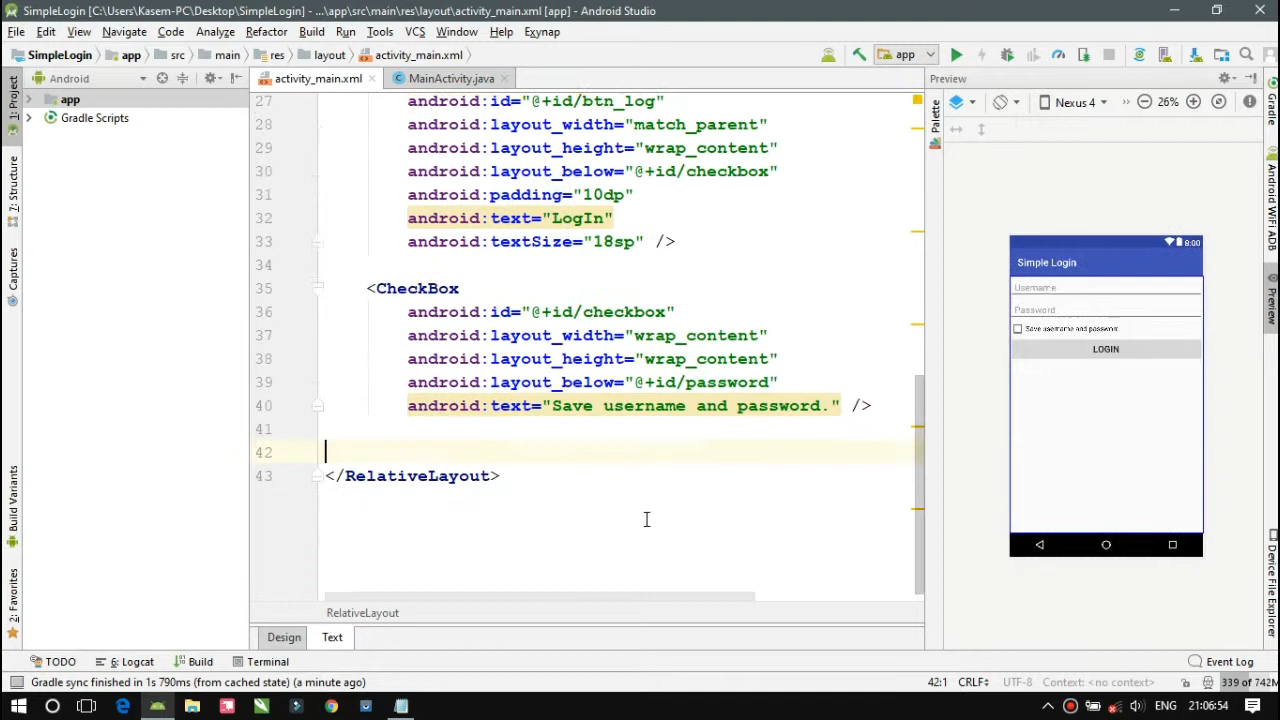 SimpleLogin [C:\Users\Kasem-PC\Desktop\SimpleLogin] - ...\app\src\main\res\layout\activity_main.xml [app] - Android Studio
File Edit View Navigate Code Analyze Refactor Build Run Tools VCS Window Help Exynap
SimpleLogin app src main res layout activity_main.xml app
Android activity_main.xml MainActivity.java Preview
1: Project
7: Structure
Captures
Build Variants
2: Favorites
app
Gradle Scripts
27 android:id="@+id/btn_log"
28 android:layout_width="match_parent"
29 android:layout_height="wrap_content"
30 android:layout_below="@+id/checkbox"
31 android:padding="10dp"
32 android:text="LogIn"
33 android:textSize="18sp" />
34
35 <CheckBox
36 android:id="@+id/checkbox"
37 android:layout_width="wrap_content"
38 android:layout_height="wrap_content"
39 android:layout_below="@+id/password"
40 android:text="Save username and password." />
41
42
43 </RelativeLayout>
RelativeLayout
Design Text
Palette
Nexus 4 26%
8:00
Simple Login
Username
Password
Save username and password.
LOGIN
Gradle
Android WiFi ADB
Preview
Device File Explorer
TODO 6: Logcat Build Terminal Event Log
Gradle sync finished in 1s 790ms (from cached state) (a minute ago) 42:1 CRLF UTF-8 Context: <no context> 339 of 742M
ENG 21:06:54